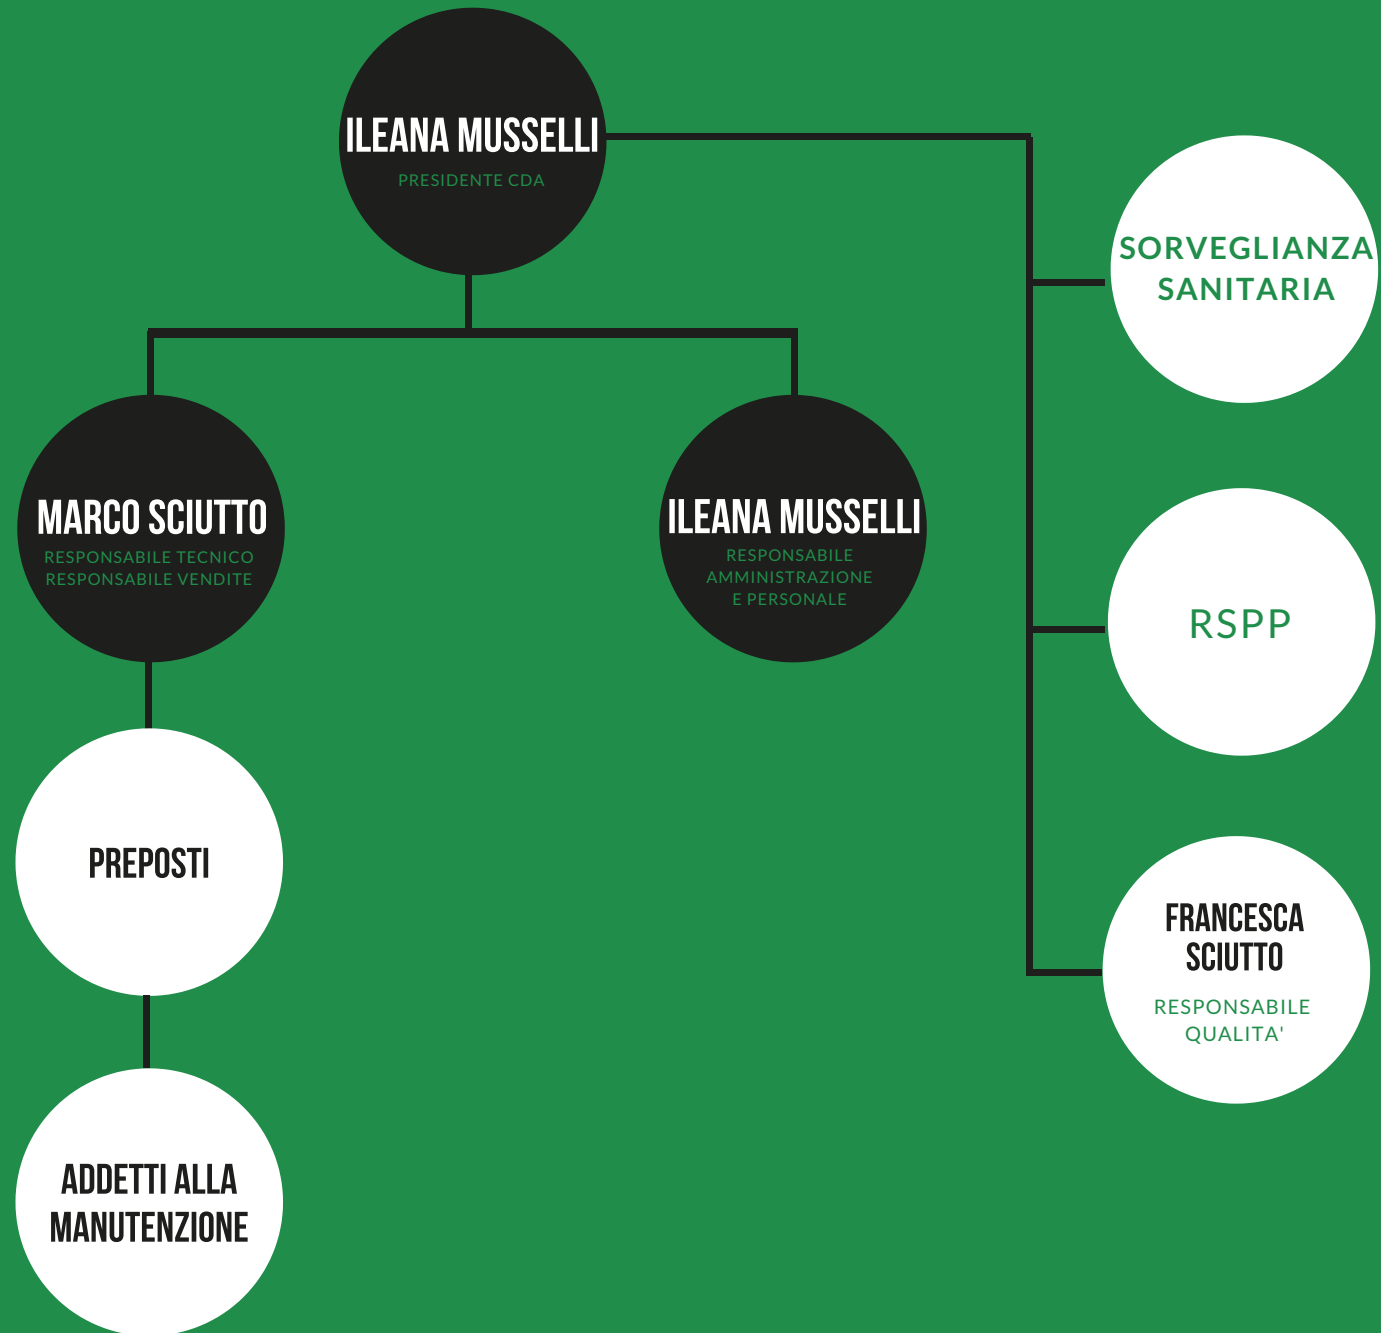 ILEANA MUSSELLI
PRESIDENTE CDA
SORVEGLIANZA
SANITARIA
MARCO SCIUTTO
RESPONSABILE TECNICO
RESPONSABILE VENDITE
ILEANA MUSSELLI
RESPONSABILE
AMMINISTRAZIONE
E PERSONALE
RSPP
PREPOSTI
FRANCESCA
SCIUTTO
RESPONSABILE
QUALITA'
ADDETTI ALLA
MANUTENZIONE